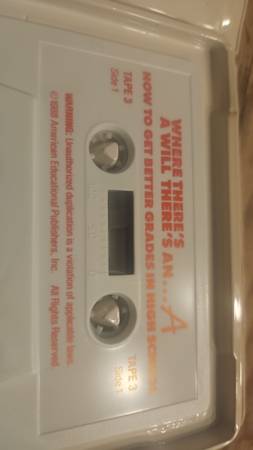 WHERE THERE'S
A WILL THERE'S AN... A
HOW TO GET BETTER GRADES IN HIGH SCHOOL
TAPE 3
Side 1
TAPE 3
Side 1
WARNING: Unauthorized duplication is a violation of applicable laws.
©1988 American Educational Publishers, Inc. All Rights Reserved.